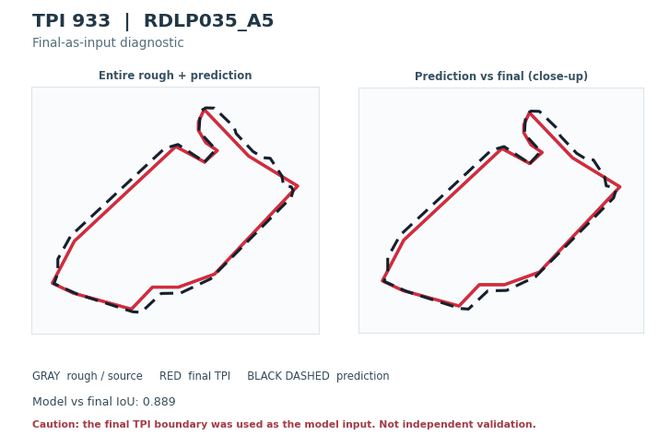 TPI 933 | RDLP035_A5
Final-as-input diagnostic
Entire rough + prediction
Prediction vs final (close-up)
GRAY rough / source RED final TPI BLACK DASHED prediction
Model vs final IoU: 0.889
Caution: the final TPI boundary was used as the model input. Not independent validation.